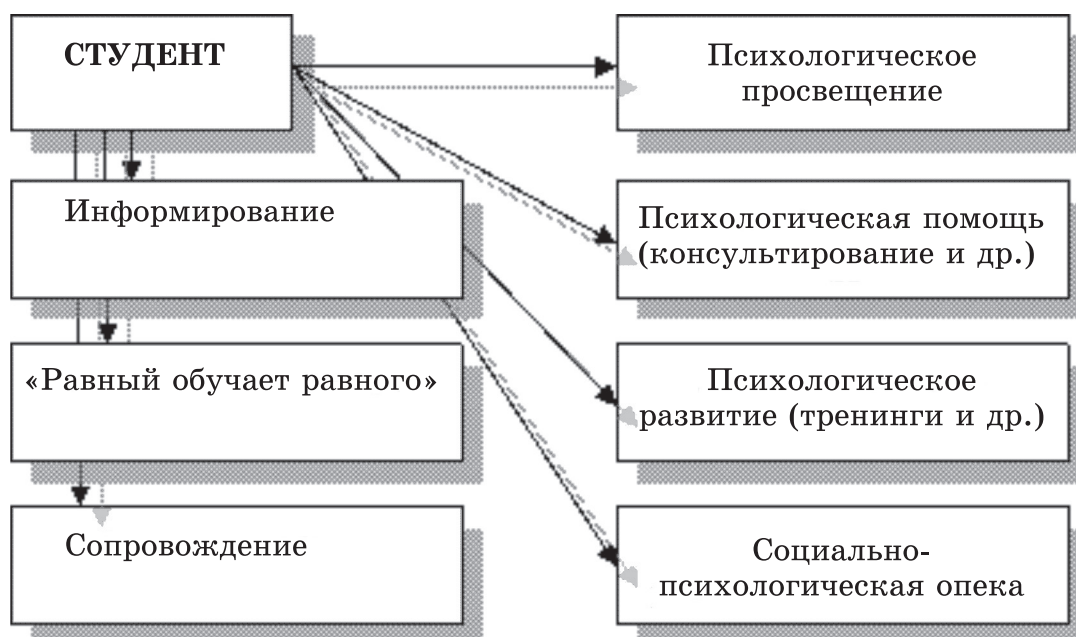 СТУДЕНТ
Информирование
«Равный обучает равного»
Сопровождение
Психологическое
просвещение
Психологическая помощь
(консультирование и др.)
Психологическое
развитие (тренинги и др.)
Социально-
психологическая опека